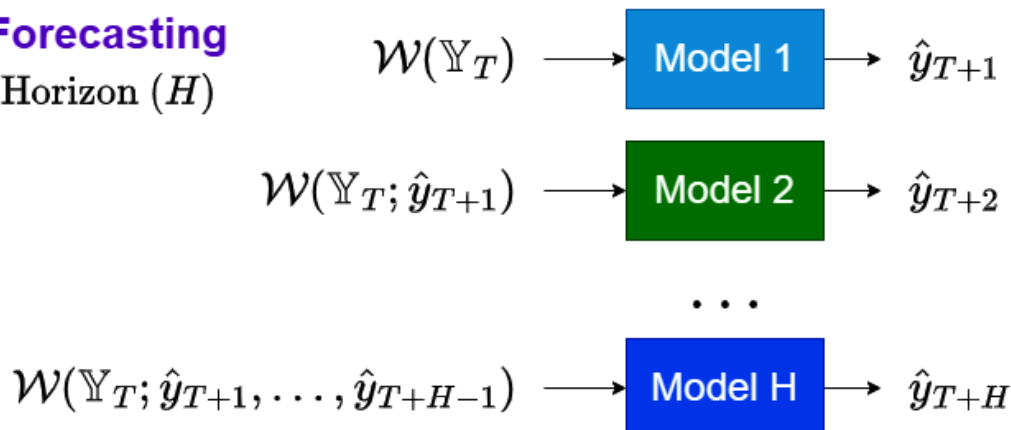 Forecasting
Horizon (H)
𝒲(𝕐_T) Model 1 ŷ_{T+1}
𝒲(𝕐_T; ŷ_{T+1}) Model 2 ŷ_{T+2}
...
𝒲(𝕐_T; ŷ_{T+1}, ..., ŷ_{T+H−1}) Model H ŷ_{T+H}